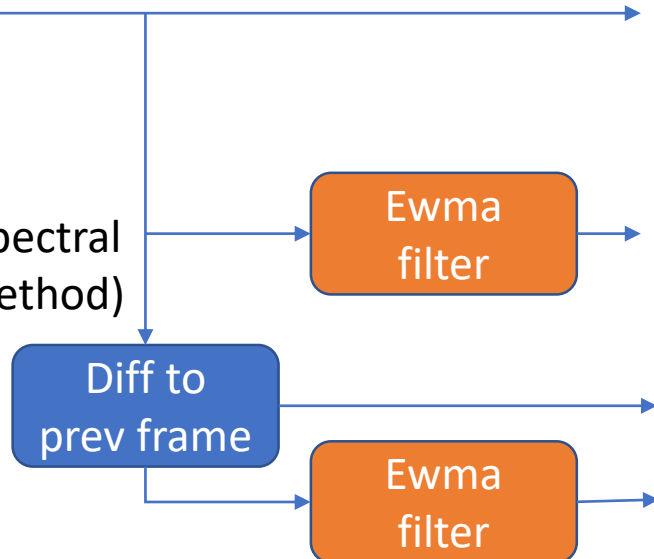 Ewma
filter
pectral
ethod)
Diff to
prev frame
Ewma
filter